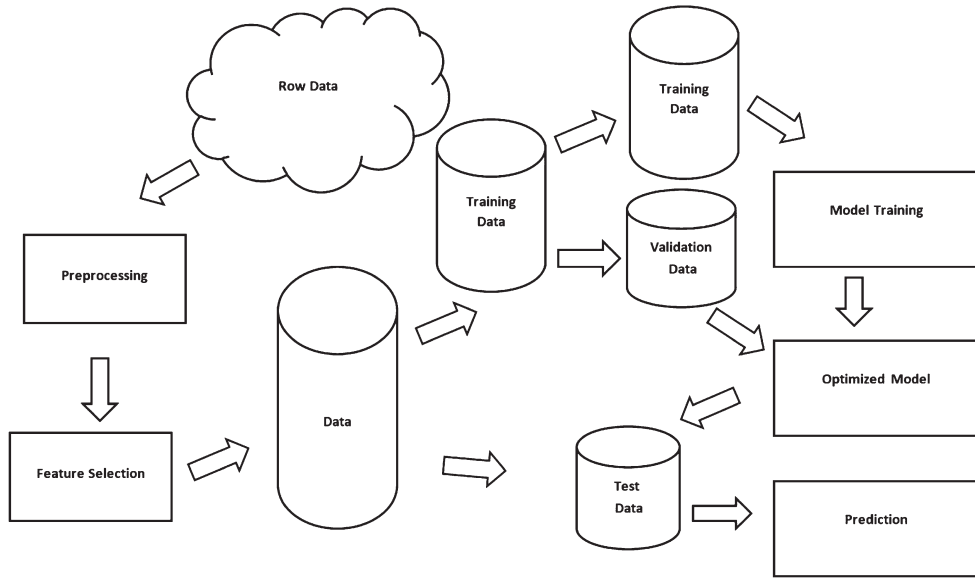 Row Data
Training
Data
Training
Data
Model Training
Validation
Data
Preprocessing
Optimized Model
Data
Feature Selection
Test
Data
Prediction